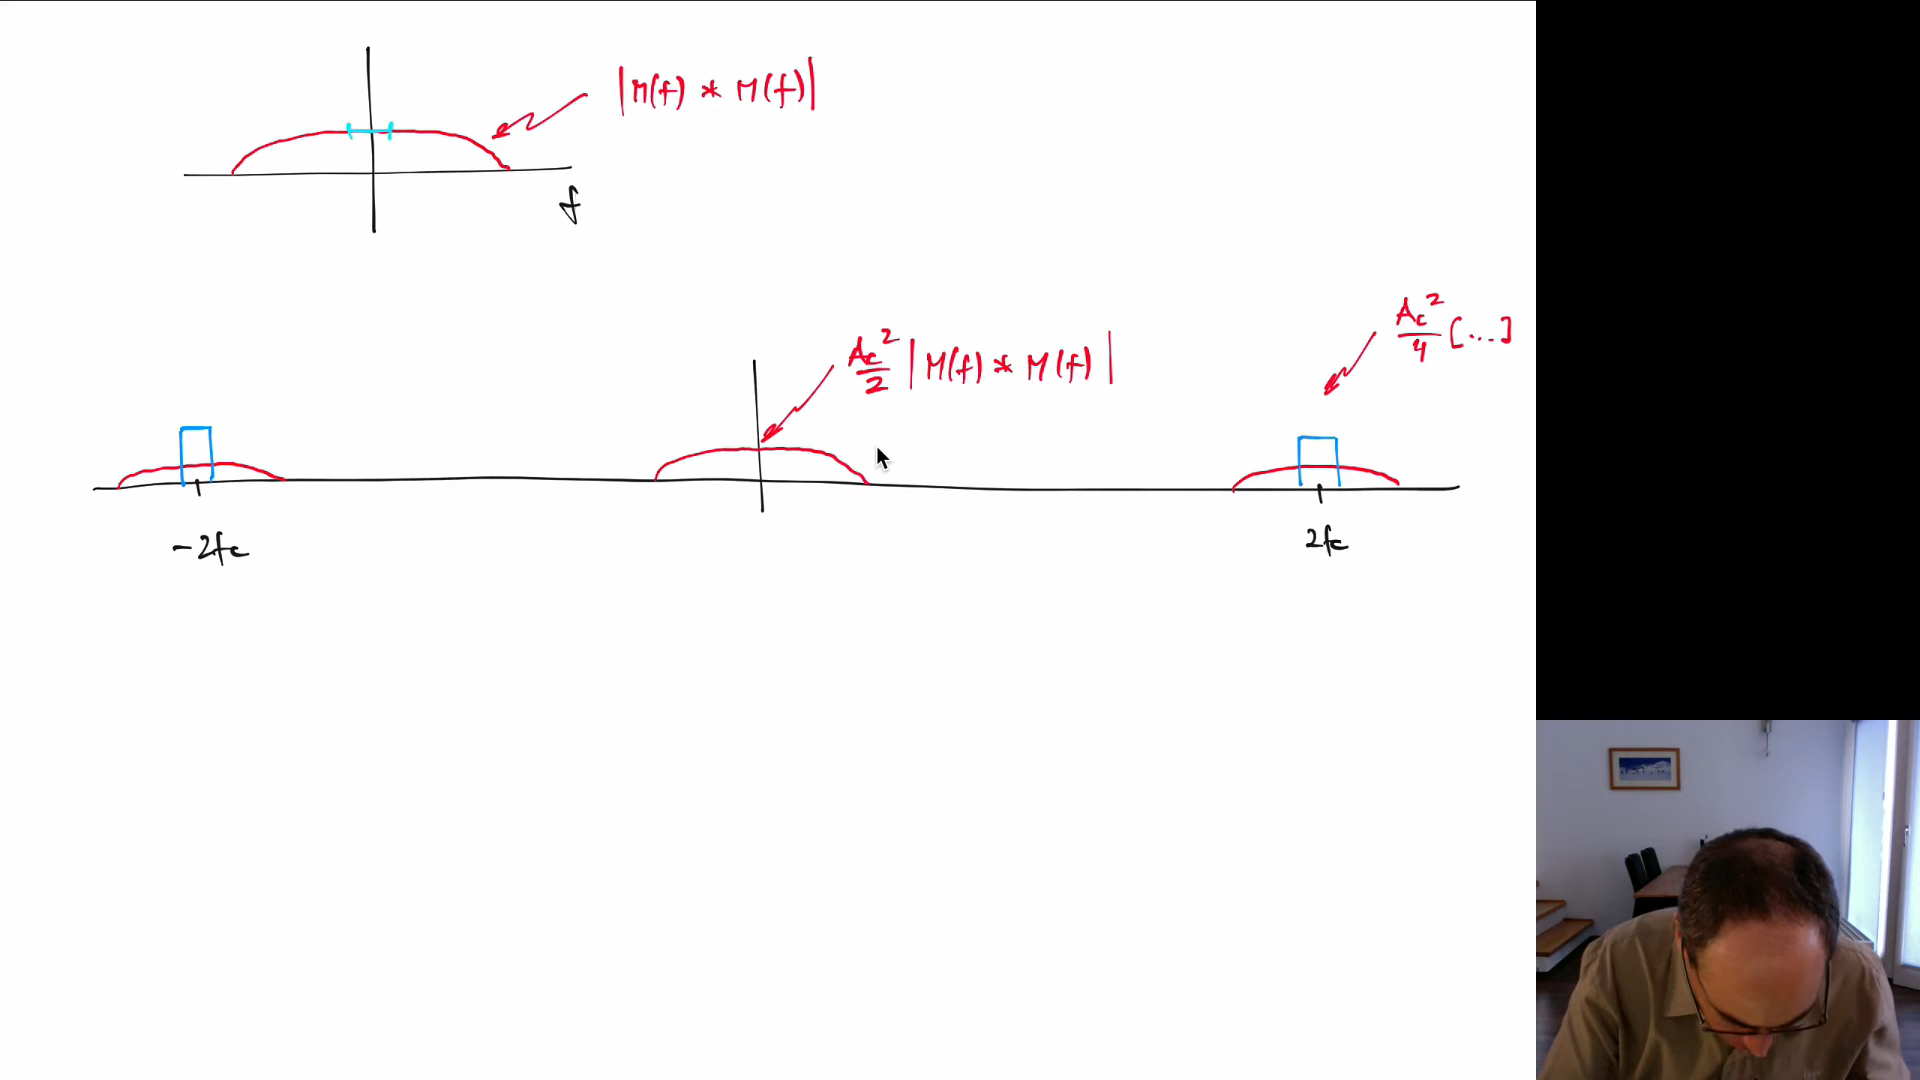 |M(f) * M(f)|
f
Ac²/2 |M(f) * M(f)|
Ac²/4 [...]
-2fc
2fc